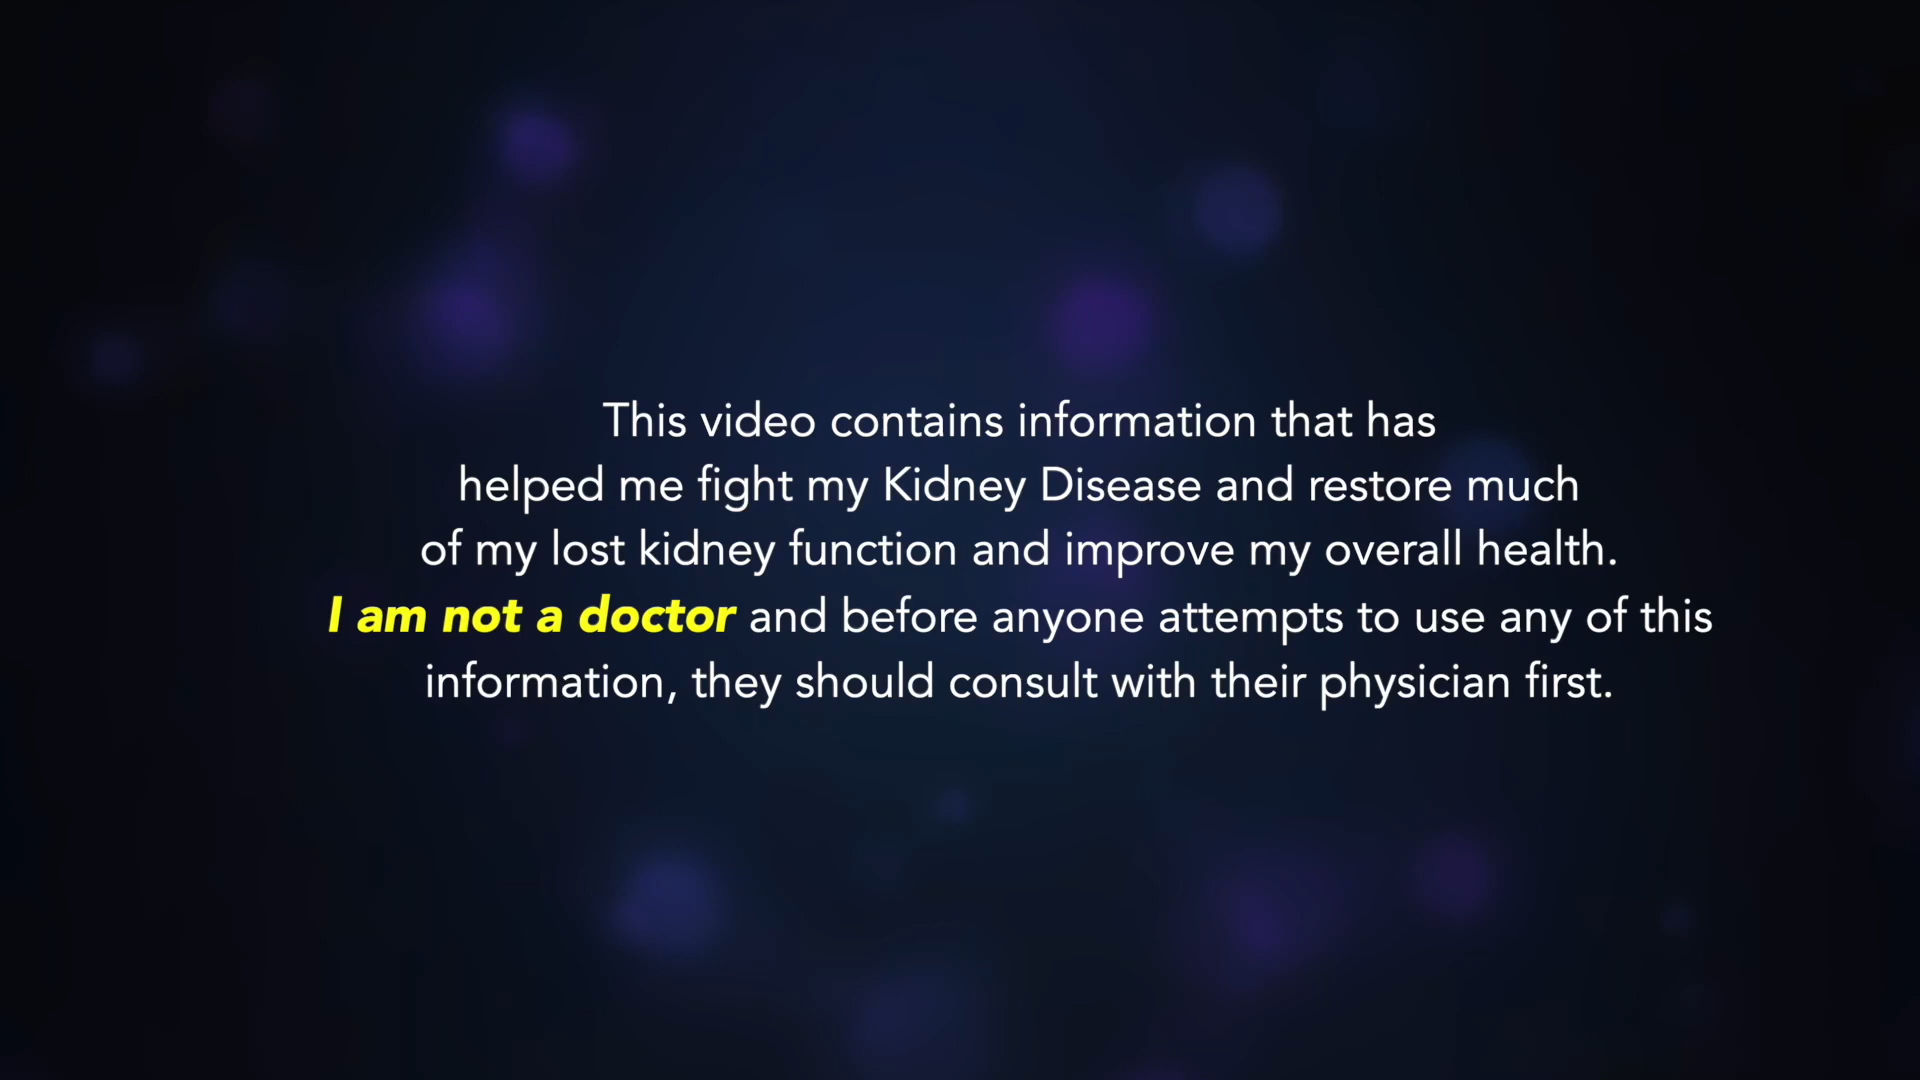 This video contains information that has
helped me fight my Kidney Disease and restore much
of my lost kidney function and improve my overall health.
I am not a doctor and before anyone attempts to use any of this
information, they should consult with their physician first.